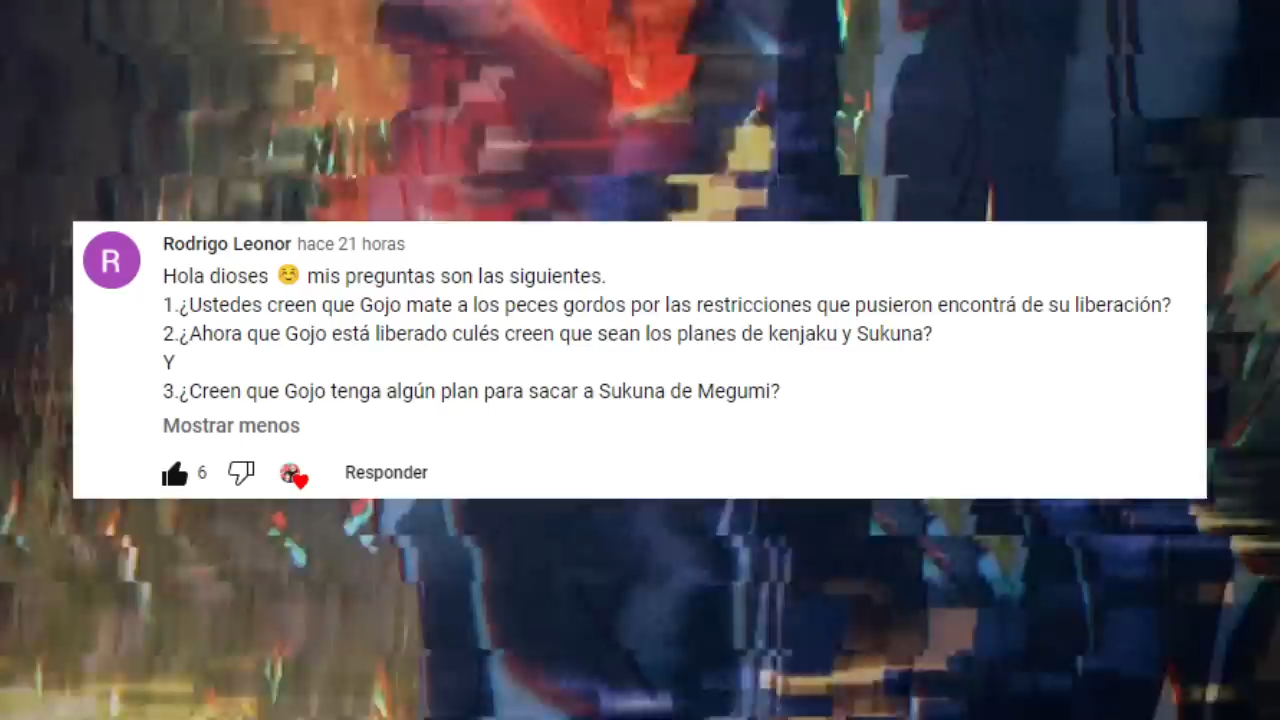 R
Rodrigo Leonor hace 21 horas
Hola dioses ☺️ mis preguntas son las siguientes.
1.¿Ustedes creen que Gojo mate a los peces gordos por las restricciones que pusieron encontrá de su liberación?
2.¿Ahora que Gojo está liberado culés creen que sean los planes de kenjaku y Sukuna?
Y
3.¿Creen que Gojo tenga algún plan para sacar a Sukuna de Megumi?
Mostrar menos
6 Responder